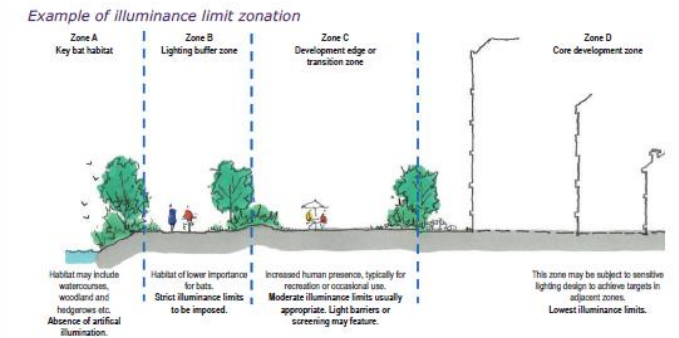 Example of illuminance limit zonation
Zone A
Key bat habitat
Zone B
Lighting buffer zone
Zone C
Development edge or
transition zone
Zone D
Core development zone
Habitat may include
watercourses,
woodland and
hedgerows etc.
Absence of artifical
illumination.
Habitat of lower importance
for bats.
Strict illuminance limits
to be imposed.
Increased human presence, typically for
recreation or occasional use.
Moderate illuminance limits usually
appropriate. Light barriers or
screening may feature.
This zone may be subject to sensitive
lighting design to achieve targets in
adjacent zones.
Lowest illuminance limits.